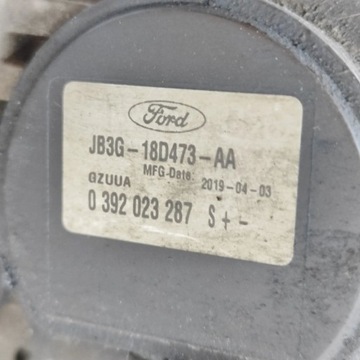 Ford
JB3G-18D473-AA
MFG-Date: 2019-04-03
GZUUA
0 392 023 287 S + -